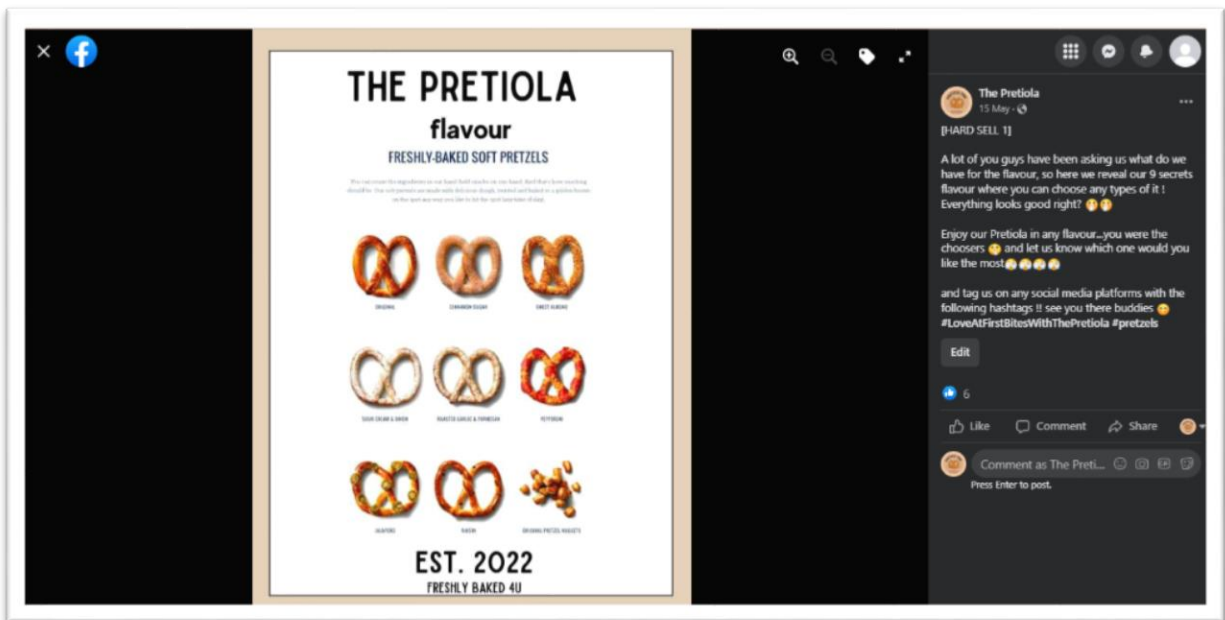 THE PRETIOLA
flavour
FRESHLY-BAKED SOFT PRETZELS
ORIGINAL
CINNAMON SUGAR
SWEET ALMOND
SOUR CREAM & ONION
ROASTED GARLIC & PARMESAN
PEPPERONI
JALAPENO
RAISIN
ORIGINAL PRETZEL NUGGETS
EST. 2022
FRESHLY BAKED 4U
The Pretiola
15 May
[HARD SELL 1]
A lot of you guys have been asking us what do we
have for the flavour, so here we reveal our 9 secrets
flavour where you can choose any types of it !
Everything looks good right?
Enjoy our Pretiola in any flavour...you were the
choosers and let us know which one would you
like the most
and tag us on any social media platforms with the
following hashtags !! see you there buddies
#LoveAtFirstBitesWithThePretiola #pretzels
Edit
6
Like
Comment
Share
Comment as The Preti...
Press Enter to post.